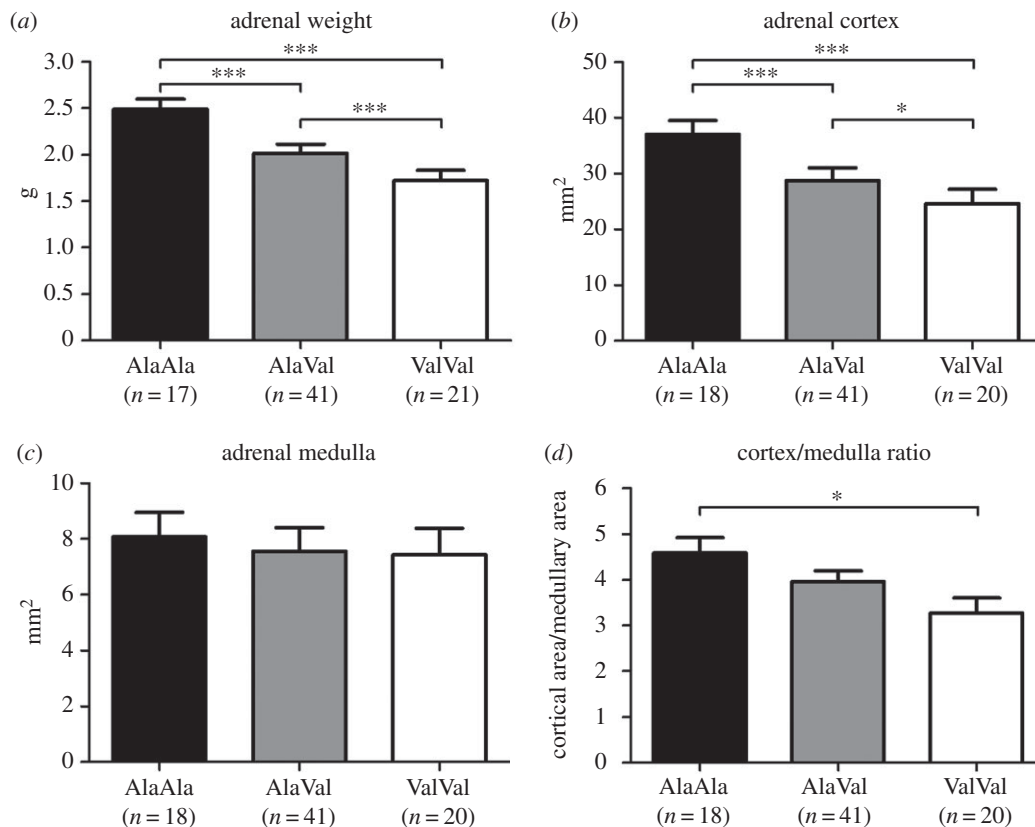 (a) adrenal weight
***
***
***
3.0
2.5
2.0
1.5
1.0
0.5
0
g
AlaAla AlaVal ValVal
(n = 17) (n = 41) (n = 21)
(b) adrenal cortex
***
***
*
50
40
30
20
10
0
mm²
AlaAla AlaVal ValVal
(n = 18) (n = 41) (n = 20)
(c) adrenal medulla
10
8
6
4
2
0
mm²
AlaAla AlaVal ValVal
(n = 18) (n = 41) (n = 20)
(d) cortex/medulla ratio
*
6
5
4
3
2
1
0
cortical area/medullary area
AlaAla AlaVal ValVal
(n = 18) (n = 41) (n = 20)